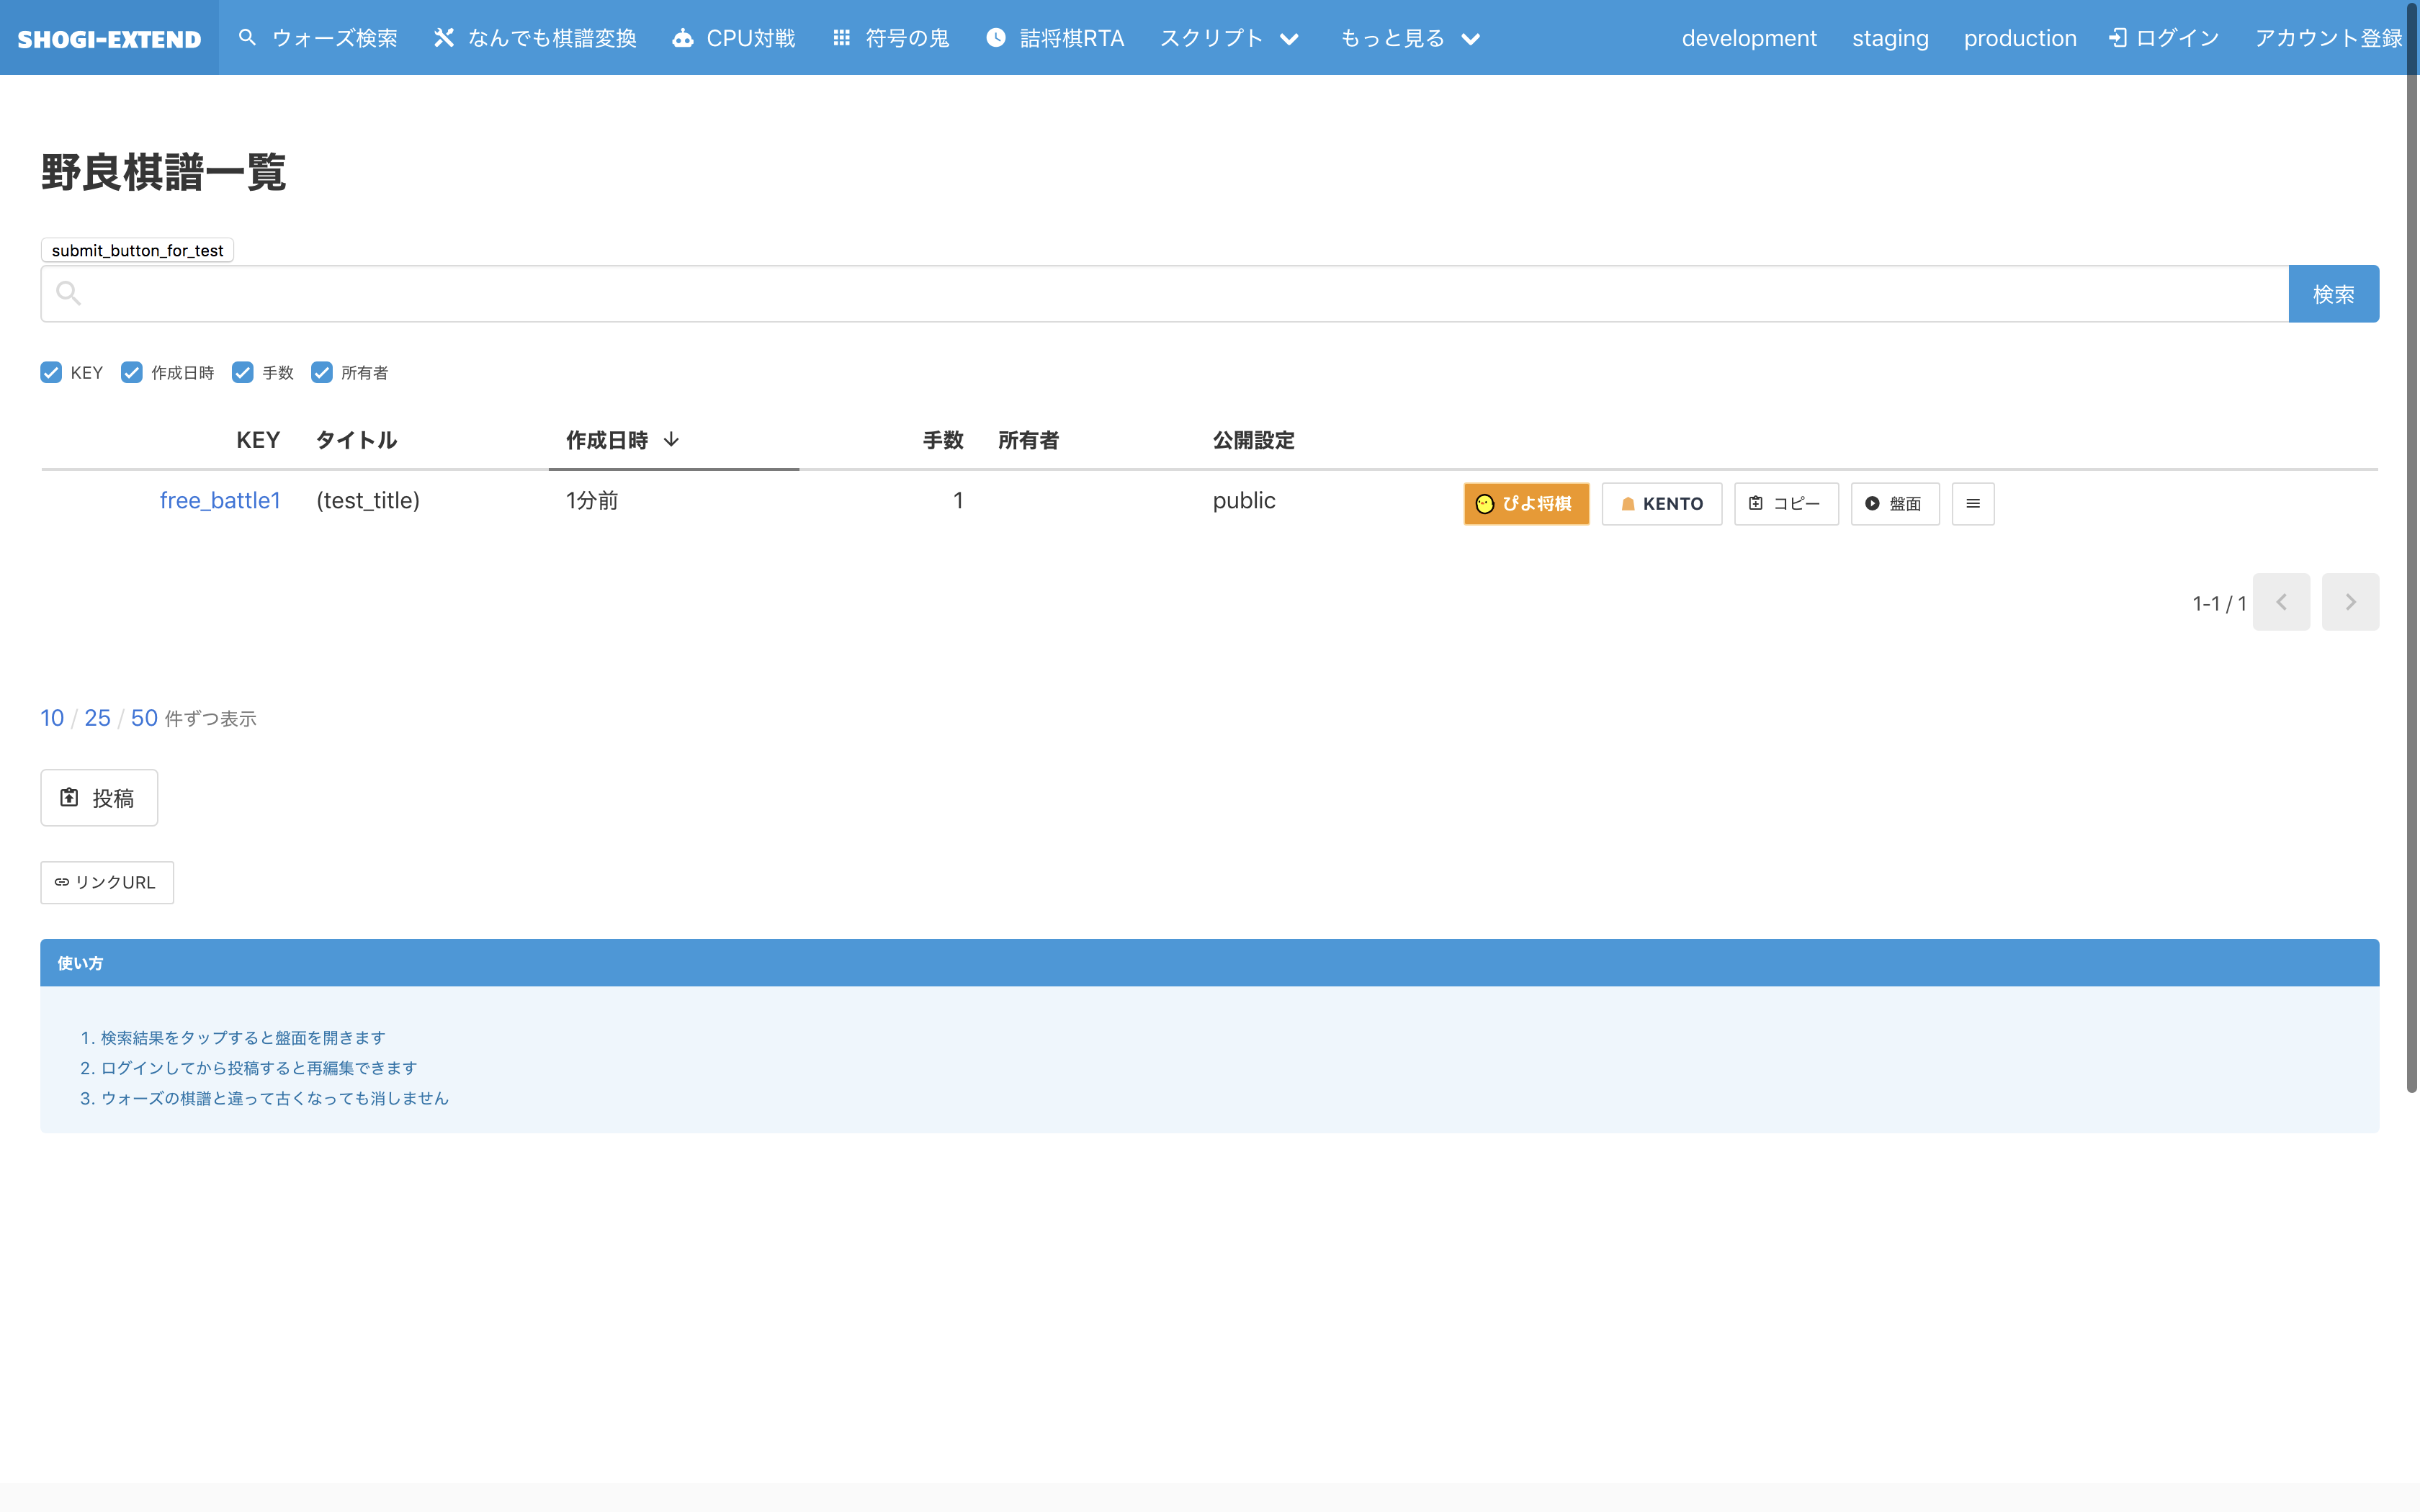 SHOGI-EXTEND ウォーズ検索 なんでも棋譜変換 CPU対戦 符号の鬼 詰将棋RTA スクリプト もっと見る development staging production ログイン アカウント登録
野良棋譜一覧
submit_button_for_test
検索
KEY 作成日時 手数 所有者
KEY タイトル 作成日時 手数 所有者 公開設定
free_battle1 (test_title) 1分前 1 public ぴよ将棋 KENTO コピー 盤面
1-1 / 1
10 / 25 / 50 件ずつ表示
投稿
リンクURL
使い方
1. 検索結果をタップすると盤面を開きます
2. ログインしてから投稿すると再編集できます
3. ウォーズの棋譜と違って古くなっても消しません